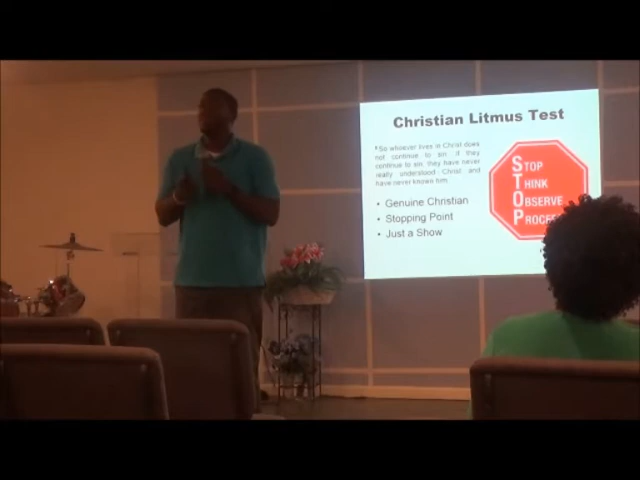 Christian Litmus Test
"So whoever lives in Christ does
not continue to sin. If they
continue to sin, they have never
really understood Christ and
have never known him.
• Genuine Christian
• Stopping Point
• Just a Show
STOP
THINK
OBSERVE